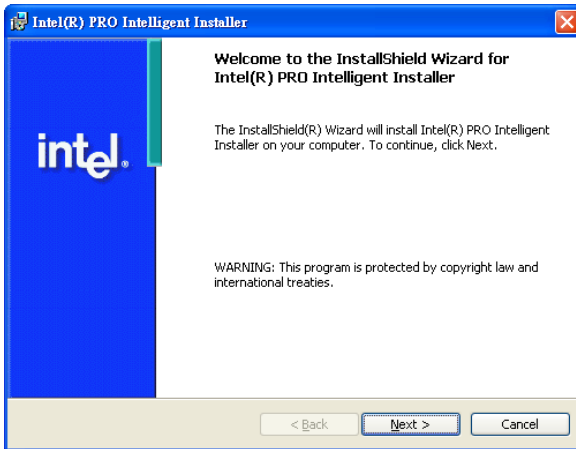 Intel(R) PRO Intelligent Installer
Welcome to the InstallShield Wizard for
Intel(R) PRO Intelligent Installer
intel.
The InstallShield(R) Wizard will install Intel(R) PRO Intelligent
Installer on your computer. To continue, click Next.
WARNING: This program is protected by copyright law and
international treaties.
< Back
Next >
Cancel